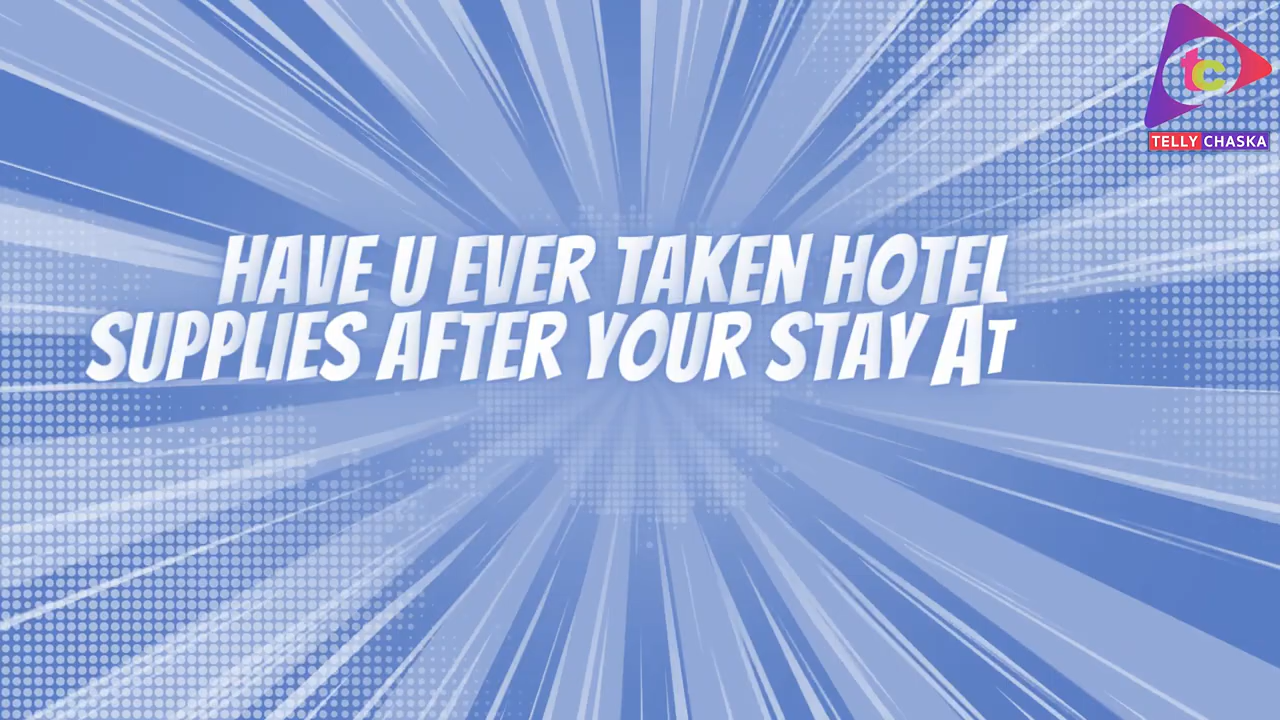 tc
TELLY CHASKA
HAVE U EVER TAKEN HOTEL
SUPPLIES AFTER YOUR STAY AT